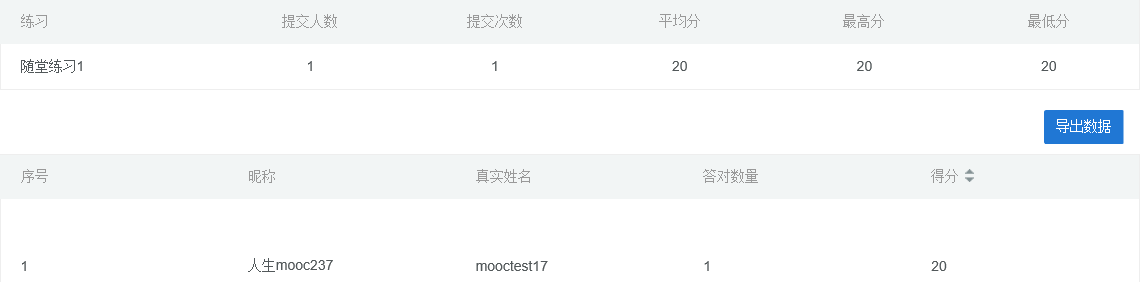 练习 提交人数 提交次数 平均分 最高分 最低分
随堂练习1 1 1 20 20 20
导出数据
序号 昵称 真实姓名 答对数量 得分
1 人生mooc237 mooctest17 1 20